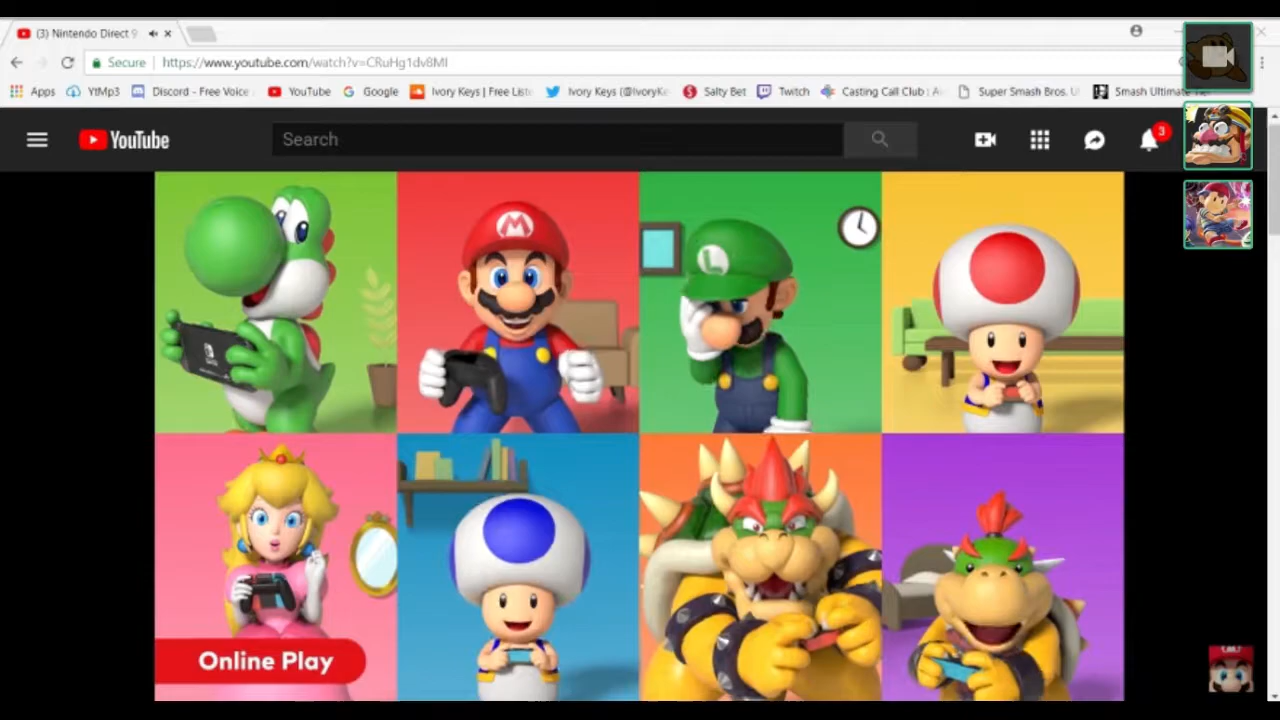 (3) Nintendo Direct 9
Secure https://www.youtube.com/watch?v=CRuHg1dv8MI
Apps YtMp3 Discord - Free Voice YouTube Google Ivory Keys | Free List Ivory Keys (@IvoryKe Salty Bet Twitch Casting Call Club Super Smash Bros. U Smash Ultimate
YouTube
Search
3
M
L
Online Play